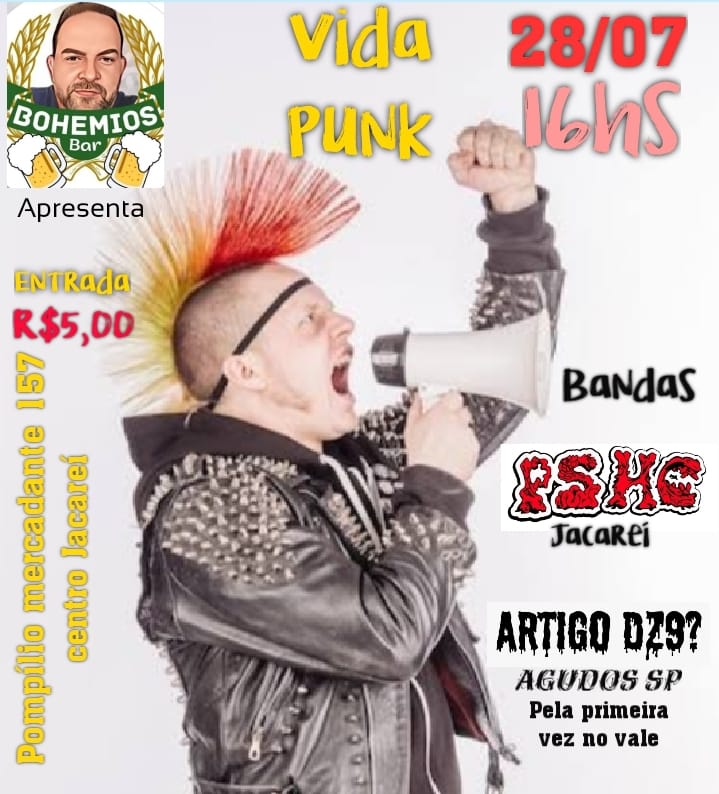 BOHEMIOS
Bar
Apresenta
Vida
PUNK
28/07
16hS
ENTRada
R$5,00
Pompílio mercadante 157
centro Jacareí
BaNdaS
PSHC
JacaReí
ARTIGO DZ9?
AGUDOS SP
Pela primeira
vez no vale